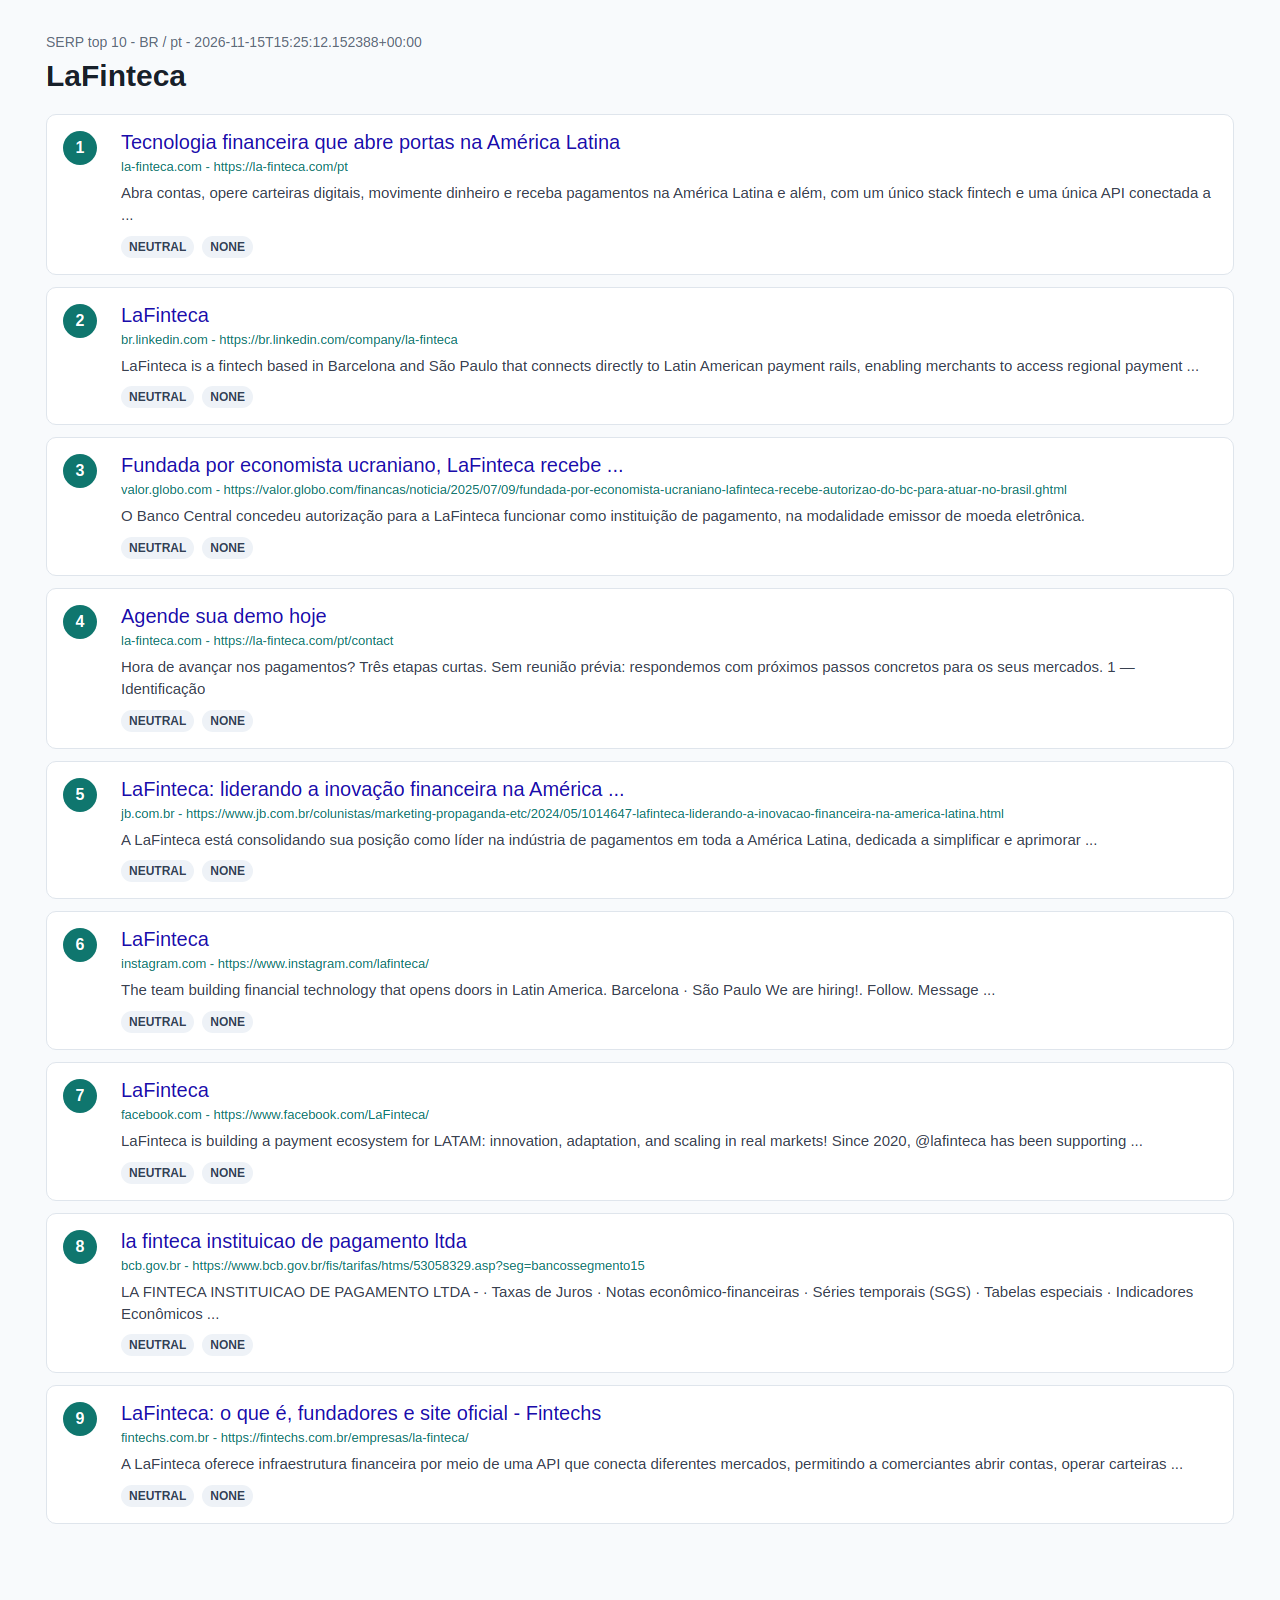 SERP top 10 - BR / pt - 2026-11-15T15:25:12.152388+00:00
LaFinteca
1
Tecnologia financeira que abre portas na América Latina
la-finteca.com - https://la-finteca.com/pt
Abra contas, opere carteiras digitais, movimente dinheiro e receba pagamentos na América Latina e além, com um único stack fintech e uma única API conectada a
...
NEUTRAL NONE
2
LaFinteca
br.linkedin.com - https://br.linkedin.com/company/la-finteca
LaFinteca is a fintech based in Barcelona and São Paulo that connects directly to Latin American payment rails, enabling merchants to access regional payment ...
NEUTRAL NONE
3
Fundada por economista ucraniano, LaFinteca recebe ...
valor.globo.com - https://valor.globo.com/financas/noticia/2025/07/09/fundada-por-economista-ucraniano-lafinteca-recebe-autorizao-do-bc-para-atuar-no-brasil.ghtml
O Banco Central concedeu autorização para a LaFinteca funcionar como instituição de pagamento, na modalidade emissor de moeda eletrônica.
NEUTRAL NONE
4
Agende sua demo hoje
la-finteca.com - https://la-finteca.com/pt/contact
Hora de avançar nos pagamentos? Três etapas curtas. Sem reunião prévia: respondemos com próximos passos concretos para os seus mercados. 1 —
Identificação
NEUTRAL NONE
5
LaFinteca: liderando a inovação financeira na América ...
jb.com.br - https://www.jb.com.br/colunistas/marketing-propaganda-etc/2024/05/1014647-lafinteca-liderando-a-inovacao-financeira-na-america-latina.html
A LaFinteca está consolidando sua posição como líder na indústria de pagamentos em toda a América Latina, dedicada a simplificar e aprimorar ...
NEUTRAL NONE
6
LaFinteca
instagram.com - https://www.instagram.com/lafinteca/
The team building financial technology that opens doors in Latin America. Barcelona · São Paulo We are hiring!. Follow. Message ...
NEUTRAL NONE
7
LaFinteca
facebook.com - https://www.facebook.com/LaFinteca/
LaFinteca is building a payment ecosystem for LATAM: innovation, adaptation, and scaling in real markets! Since 2020, @lafinteca has been supporting ...
NEUTRAL NONE
8
la finteca instituicao de pagamento ltda
bcb.gov.br - https://www.bcb.gov.br/fis/tarifas/htms/53058329.asp?seg=bancossegmento15
LA FINTECA INSTITUICAO DE PAGAMENTO LTDA - · Taxas de Juros · Notas econômico-financeiras · Séries temporais (SGS) · Tabelas especiais · Indicadores
Econômicos ...
NEUTRAL NONE
9
LaFinteca: o que é, fundadores e site oficial - Fintechs
fintechs.com.br - https://fintechs.com.br/empresas/la-finteca/
A LaFinteca oferece infraestrutura financeira por meio de uma API que conecta diferentes mercados, permitindo a comerciantes abrir contas, operar carteiras ...
NEUTRAL NONE